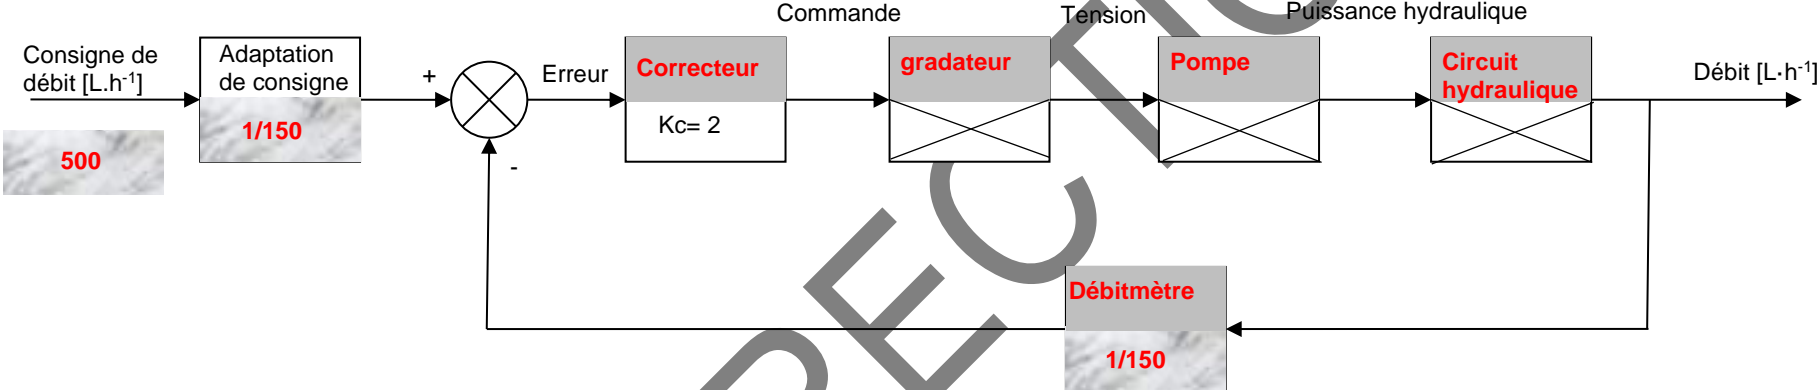 Commande
Tension
Puissance hydraulique
Consigne de
débit [L.h⁻¹]
Adaptation
de consigne
1/150
500
+
-
Erreur
Correcteur
Kc= 2
gradateur
Pompe
Circuit
hydraulique
Débit [L·h⁻¹]
Débitmètre
1/150
PECTIO